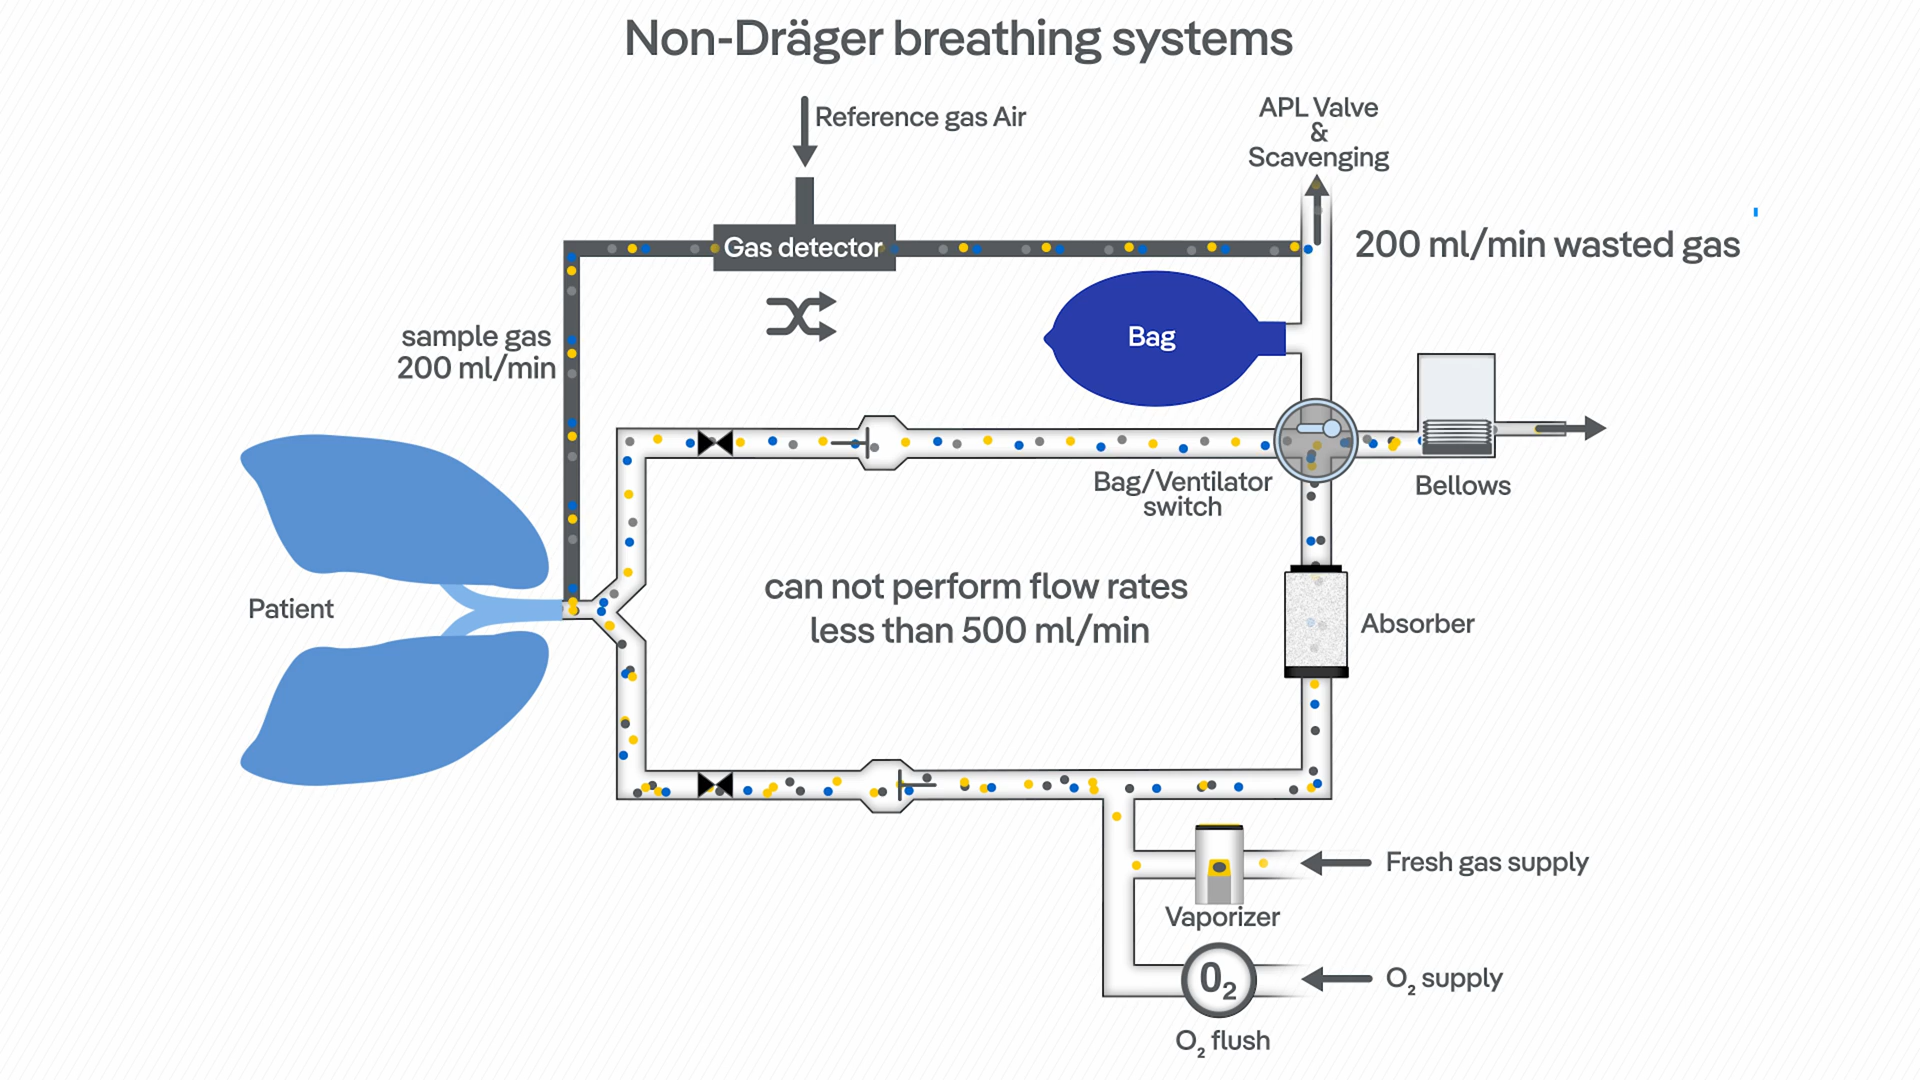 Non-Dräger breathing systems
Reference gas Air
APL Valve
&
Scavenging
Gas detector
200 ml/min wasted gas
sample gas
200 ml/min
Bag
Bag/Ventilator
switch
Bellows
Patient
can not perform flow rates
less than 500 ml/min
Absorber
Fresh gas supply
Vaporizer
O₂
O₂ supply
O₂ flush